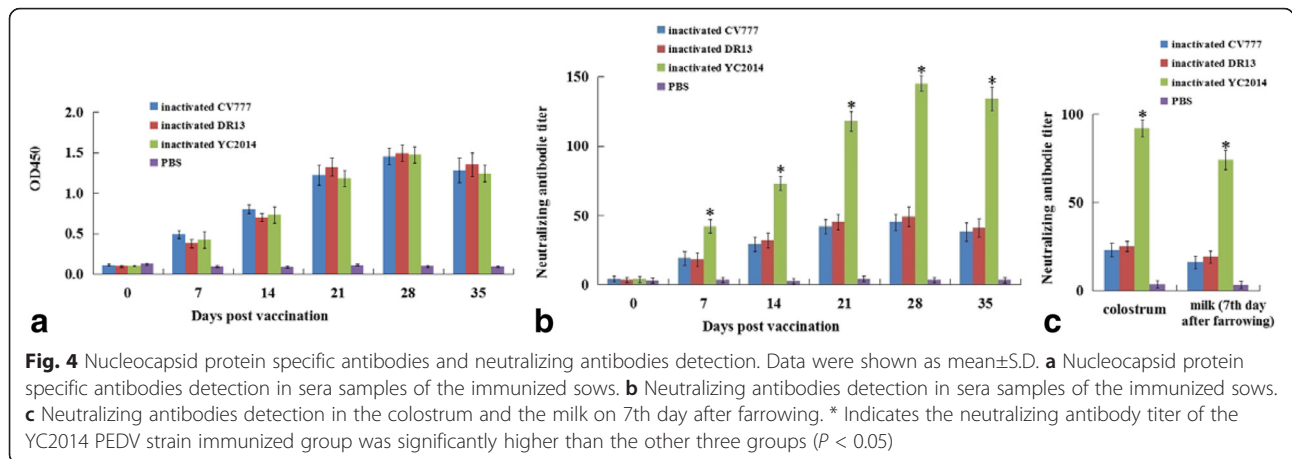 inactivated CV777
inactivated DR13
inactivated YC2014
PBS
OD450
2.0
1.5
1.0
0.5
0.0
0 7 14 21 28 35
Days post vaccination
a
inactivated CV777
inactivated DR13
inactivated YC2014
PBS
Neutralizing antibodie titer
150
100
50
0
* * * * *
0 7 14 21 28 35
Days post vaccination
b
inactivated CV777
inactivated DR13
inactivated YC2014
PBS
Neutralizing antibodie titer
100
50
0
* *
colostrum
milk (7th day
after farrowing)
c
Fig. 4 Nucleocapsid protein specific antibodies and neutralizing antibodies detection. Data were shown as mean±S.D. a Nucleocapsid protein
specific antibodies detection in sera samples of the immunized sows. b Neutralizing antibodies detection in sera samples of the immunized sows.
c Neutralizing antibodies detection in the colostrum and the milk on 7th day after farrowing. * Indicates the neutralizing antibody titer of the
YC2014 PEDV strain immunized group was significantly higher than the other three groups (P < 0.05)